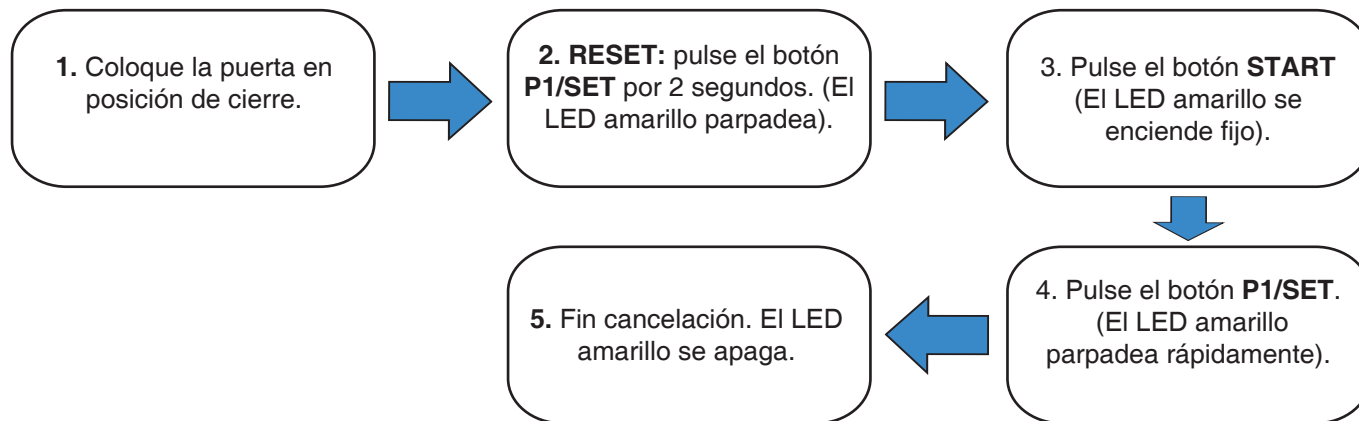 1. Coloque la puerta en
posición de cierre.
2. RESET: pulse el botón
P1/SET por 2 segundos. (El
LED amarillo parpadea).
3. Pulse el botón START
(El LED amarillo se
enciende fijo).
4. Pulse el botón P1/SET.
(El LED amarillo
parpadea rápidamente).
5. Fin cancelación. El LED
amarillo se apaga.